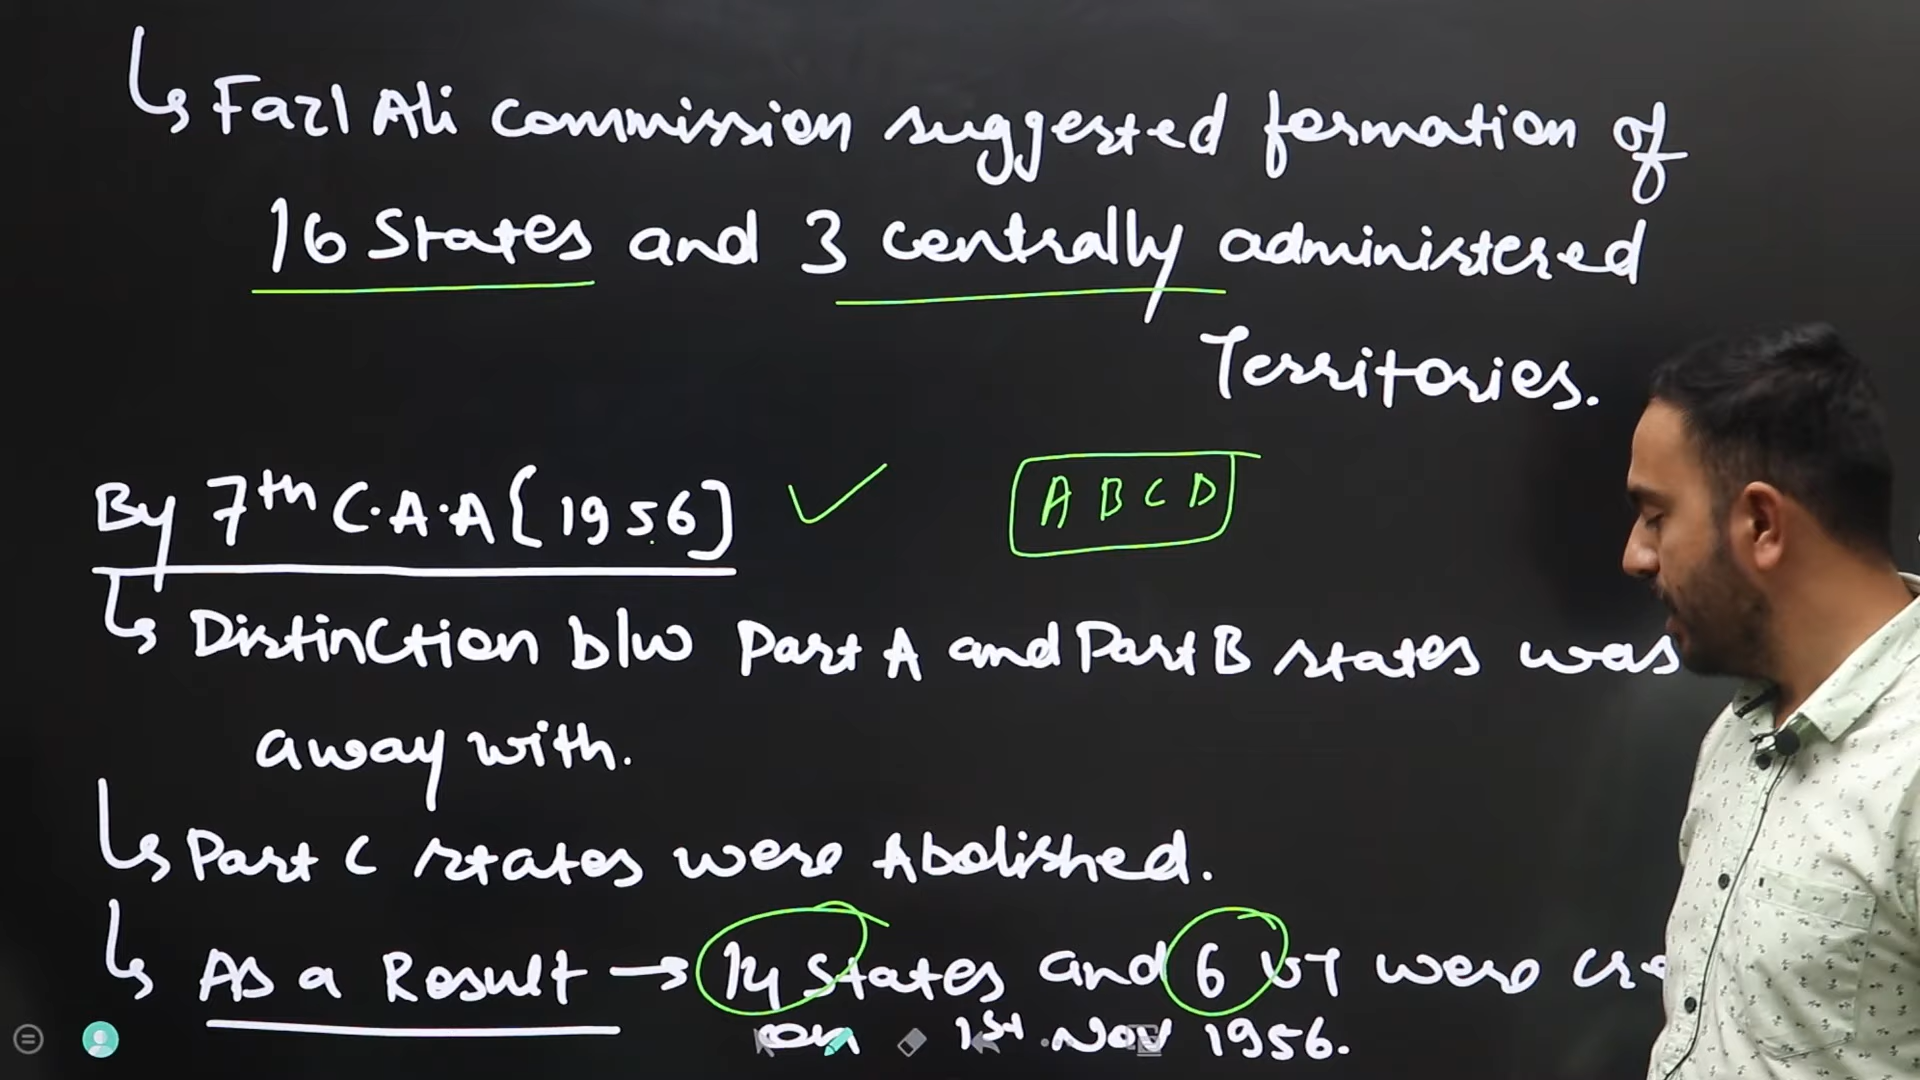 Fazl Ali Commission suggested formation of
16 States and 3 centrally administered
Territories.
By 7th C.A.A [1956]
A B C D
Distinction b/w Part A and Part B states was
away with.
Part C states were Abolished.
As a Result → 14 States and 6 UT were
on 1st Nov 1956.